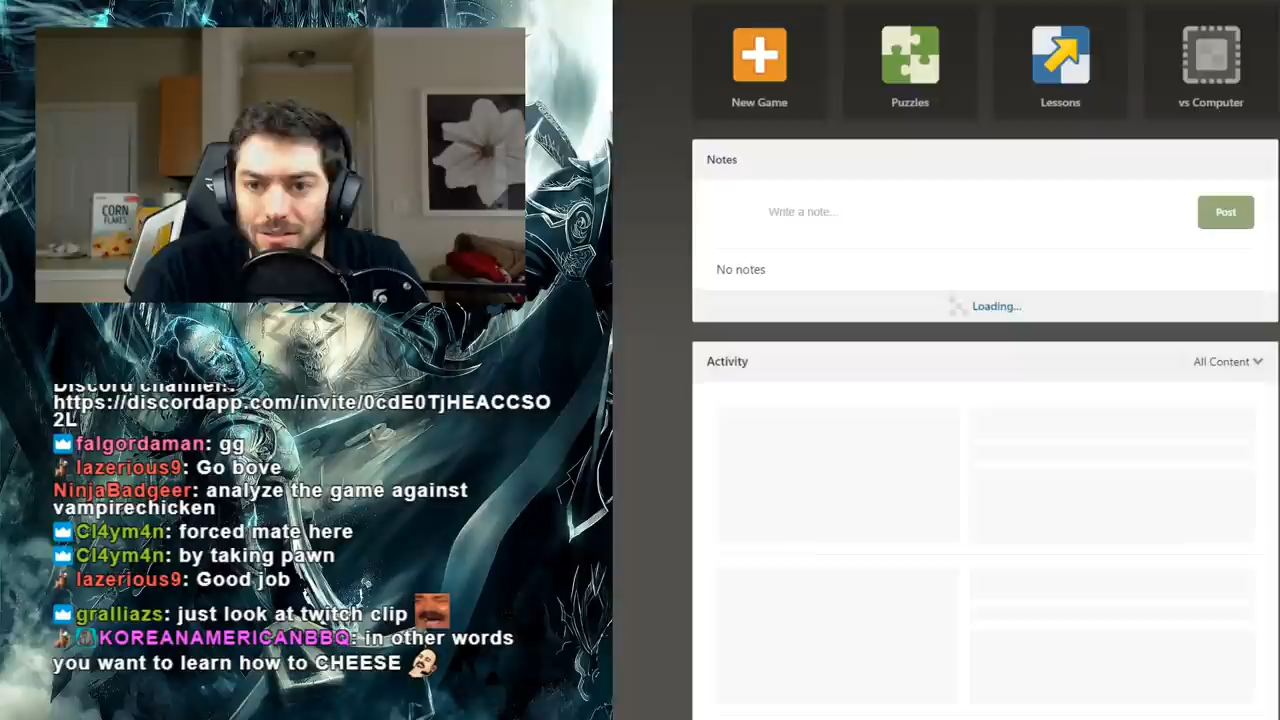 CORN
FLAKES
Discord channel:
https://discordapp.com/invite/0cdE0TjHEACCSO
2L
falgordaman: gg
lazerious9: Go bove
NinjaBadgeer: analyze the game against
vampirechicken
Cl4ym4n: forced mate here
Cl4ym4n: by taking pawn
lazerious9: Good job
gralliazs: just look at twitch clip
KOREANAMERICANBBQ: in other words
you want to learn how to CHEESE
New Game
Puzzles
Lessons
vs Computer
Notes
Write a note...
Post
No notes
Loading...
Activity
All Content